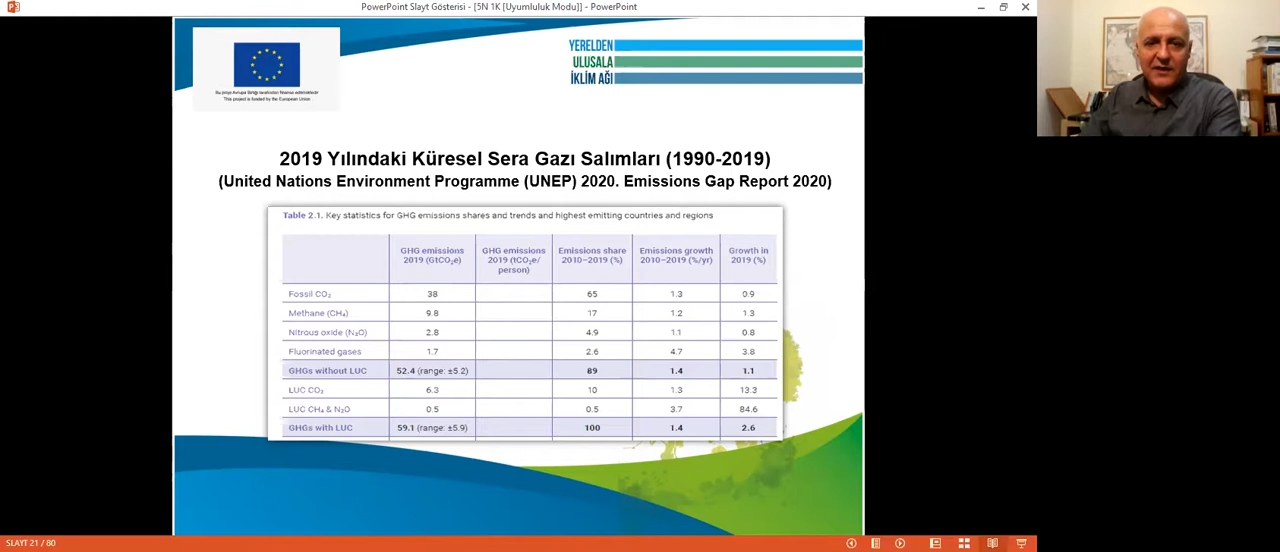 PowerPoint Slayt Gösterisi - [5N 1K [Uyumluluk Modu]] - PowerPoint
YERELDEN
ULUSALA
İKLİM AĞI
Bu proje Avrupa Birliği tarafından finanse edilmektedir
This project is funded by the European Union
2019 Yılındaki Küresel Sera Gazı Salımları (1990-2019)
(United Nations Environment Programme (UNEP) 2020. Emissions Gap Report 2020)
Table 2.1. Key statistics for GHG emissions shares and trends and highest emitting countries and regions
GHG emissions 2019 (GtCO₂e) GHG emissions 2019 (tCO₂e/person) Emissions share 2010–2019 (%) Emissions growth 2010–2019 (%/yr) Growth in 2019 (%)
Fossil CO₂ 38 65 1.3 0.9
Methane (CH₄) 9.8 17 1.2 1.3
Nitrous oxide (N₂O) 2.8 4.9 1.1 0.8
Fluorinated gases 1.7 2.6 4.7 3.8
GHGs without LUC 52.4 (range: ±5.2) 89 1.4 1.1
LUC CO₂ 6.3 10 1.3 13.3
LUC CH₄ & N₂O 0.5 0.5 3.7 84.6
GHGs with LUC 59.1 (range: ±5.9) 100 1.4 2.6
SLAYT 21 / 80